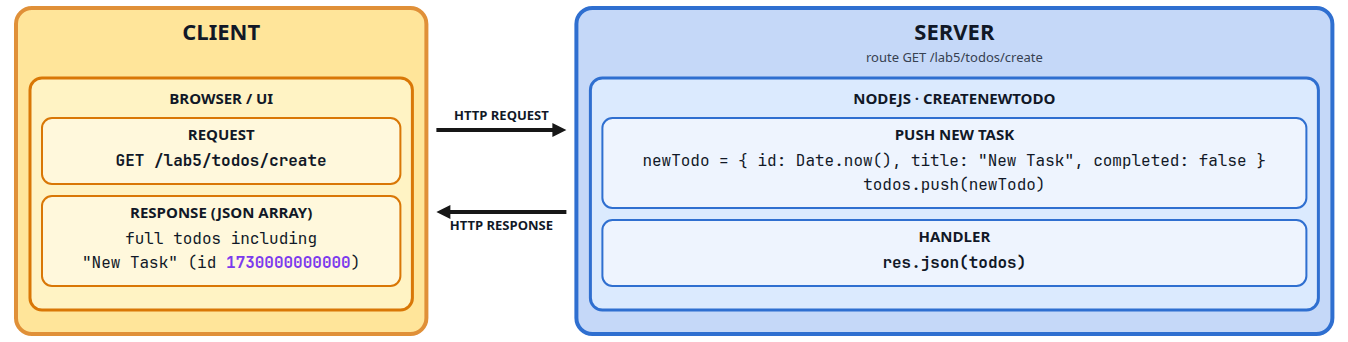 CLIENT
BROWSER / UI
REQUEST
GET /lab5/todos/create
RESPONSE (JSON ARRAY)
full todos including
"New Task" (id 1730000000000)
HTTP REQUEST
HTTP RESPONSE
SERVER
route GET /lab5/todos/create
NODEJS · CREATENEWTODO
PUSH NEW TASK
newTodo = { id: Date.now(), title: "New Task", completed: false }
todos.push(newTodo)
HANDLER
res.json(todos)